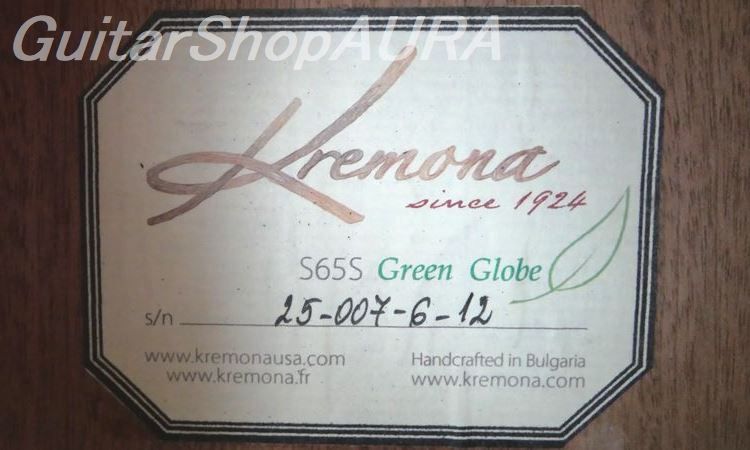 GuitarShopAURA
Kremona
since 1924
S65S Green Globe
s/n 25-007-6-12
www.kremonausa.com Handcrafted in Bulgaria
www.kremona.fr www.kremona.com